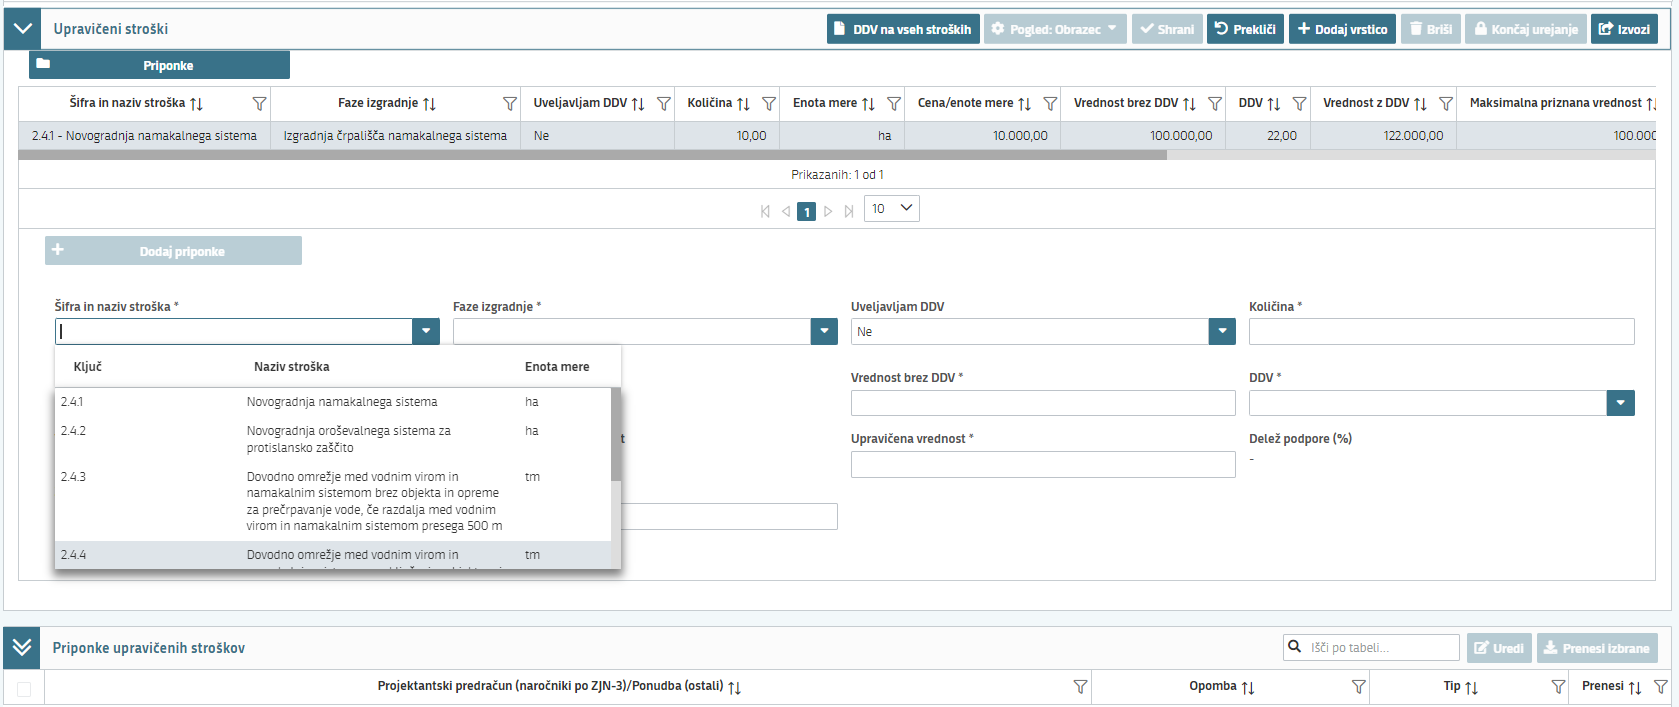 Upravičeni stroški
DDV na vseh stroških
Pogled: Obrazec
Shrani
Prekliči
Dodaj vrstico
Briši
Končaj urejanje
Izvozi
Priponke
Šifra in naziv stroška
Faze izgradnje
Uveljavljam DDV
Količina
Enota mere
Cena/enote mere
Vrednost brez DDV
DDV
Vrednost z DDV
Maksimalna priznana vrednost
2.4.1 - Novogradnja namakalnega sistema
Izgradnja črpališča namakalnega sistema
Ne
10,00
ha
10.000,00
100.000,00
22,00
122.000,00
100.000
Prikazanih: 1 od 1
1
10
Dodaj priponke
Šifra in naziv stroška *
Faze izgradnje *
Uveljavljam DDV
Količina *
Ne
Ključ
Naziv stroška
Enota mere
Vrednost brez DDV *
DDV *
2.4.1
Novogradnja namakalnega sistema
ha
2.4.2
Novogradnja oroševalnega sistema za
protislansko zaščito
ha
t
Upravičena vrednost *
Delež podpore (%)
-
2.4.3
Dovodno omrežje med vodnim virom in
namakalnim sistemom brez objekta in opreme
za prečrpavanje vode, če razdalja med vodnim
virom in namakalnim sistemom presega 500 m
tm
2.4.4
Dovodno omrežje med vodnim virom in
tm
Priponke upravičenih stroškov
Išči po tabeli...
Uredi
Prenesi izbrane
Projektantski predračun (naročniki po ZJN-3)/Ponudba (ostali)
Opomba
Tip
Prenesi